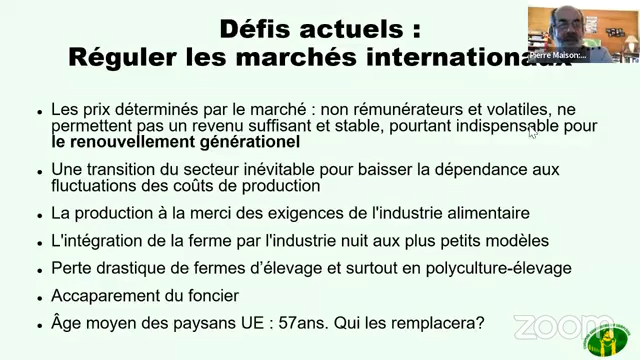 Défis actuels :
Réguler les marchés internationaux
Pierre Maison:...
• Les prix déterminés par le marché : non rémunérateurs et volatiles, ne
permettent pas un revenu suffisant et stable, pourtant indispensable pour
le renouvellement générationel
• Une transition du secteur inévitable pour baisser la dépendance aux
fluctuations des coûts de production
• La production à la merci des exigences de l'industrie alimentaire
• L'intégration de la ferme par l'industrie nuit aux plus petits modèles
• Perte drastique de fermes d'élevage et surtout en polyculture-élevage
• Accaparement du foncier
• Âge moyen des paysans UE : 57ans. Qui les remplacera?
zoom